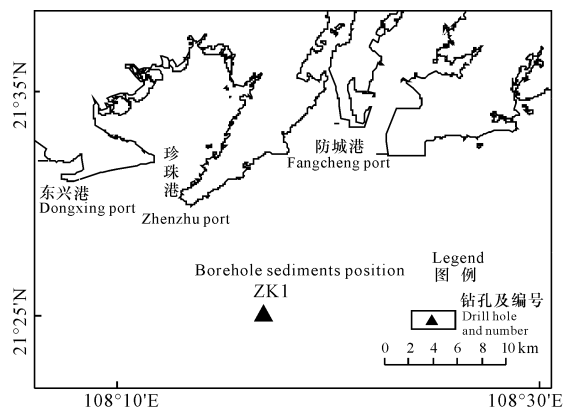 21°35'N
防城港
Fangcheng port
珍珠港
东兴港
Dongxing port
Zhenzhu port
Borehole sediments position
ZK1
Legend
图 例
钻孔及编号
Drill hole
and number
0 2 4 6 8 10 km
21°25'N
108°10'E
108°30'E